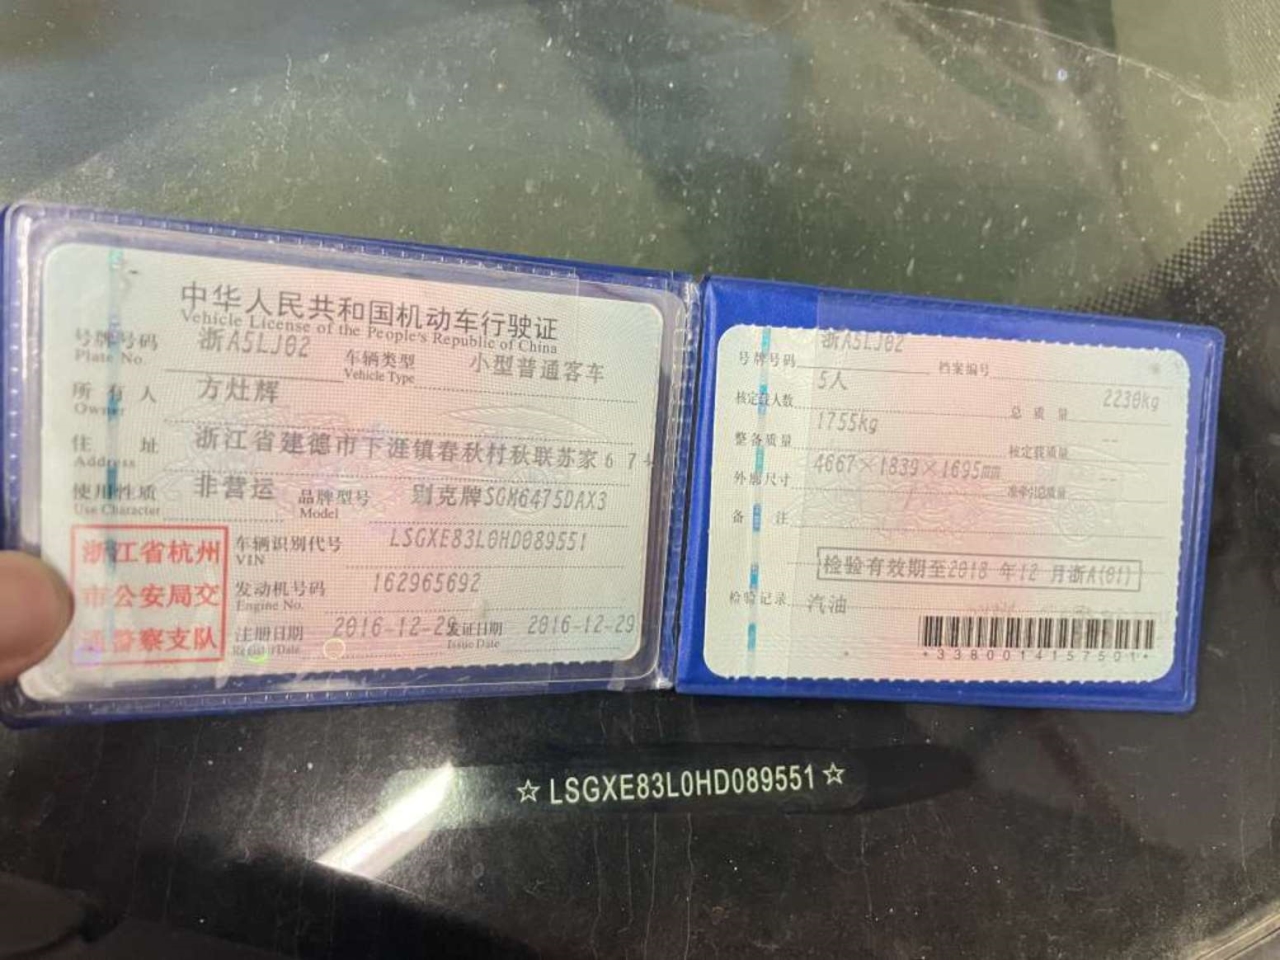 中华人民共和国机动车行驶证
Vehicle License of the People's Republic of China
号牌号码 浙A5LJ02 车辆类型 小型普通客车
Plate No. Vehicle Type
所有人 方灶辉
Owner
住址 浙江省建德市下涯镇春秋村秋联苏家67
Address
使用性质 非营运 品牌型号 别克牌SGM6475DAX3
Use Character Model
浙江省杭州
市公安局交
通警察支队
车辆识别代号 LSGXE83L0HD089551
VIN
发动机号码 162965692
Engine No.
注册日期 2016-12-29 发证日期 2016-12-29
Register Date Issue Date
号牌号码 浙A5LJ02 档案编号
核定载人数 5人 总质量 2230kg
整备质量 1755kg 核定载质量 --
外廓尺寸 4667×1839×1695mm 准牵引总质量 --
备注
检验有效期至2018年12月浙A(01)
检验记录 汽油
*3380014157501*
☆LSGXE83L0HD089551☆